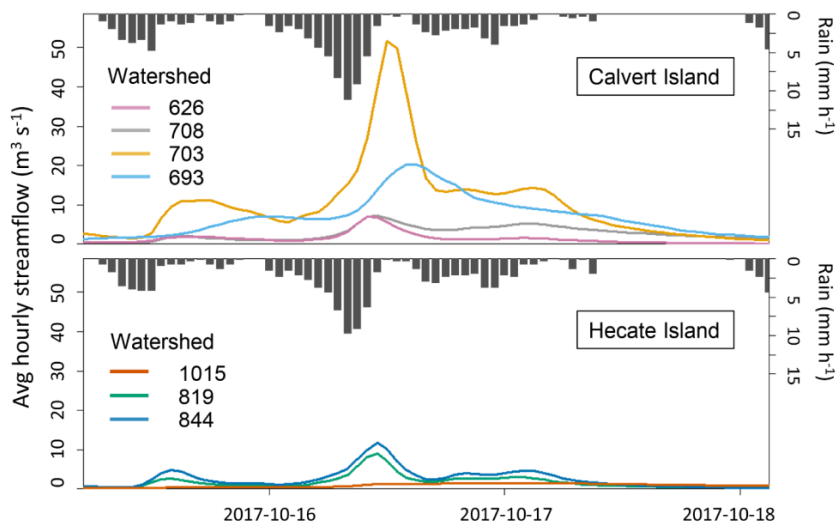 Avg hourly streamflow (m³ s⁻¹)
0 10 20 30 40 50
Watershed
626
708
703
693
Calvert Island
0 5 10 15
Rain (mm h⁻¹)
0 10 20 30 40 50
Watershed
1015
819
844
Hecate Island
0 5 10 15
Rain (mm h⁻¹)
2017-10-16 2017-10-17 2017-10-18